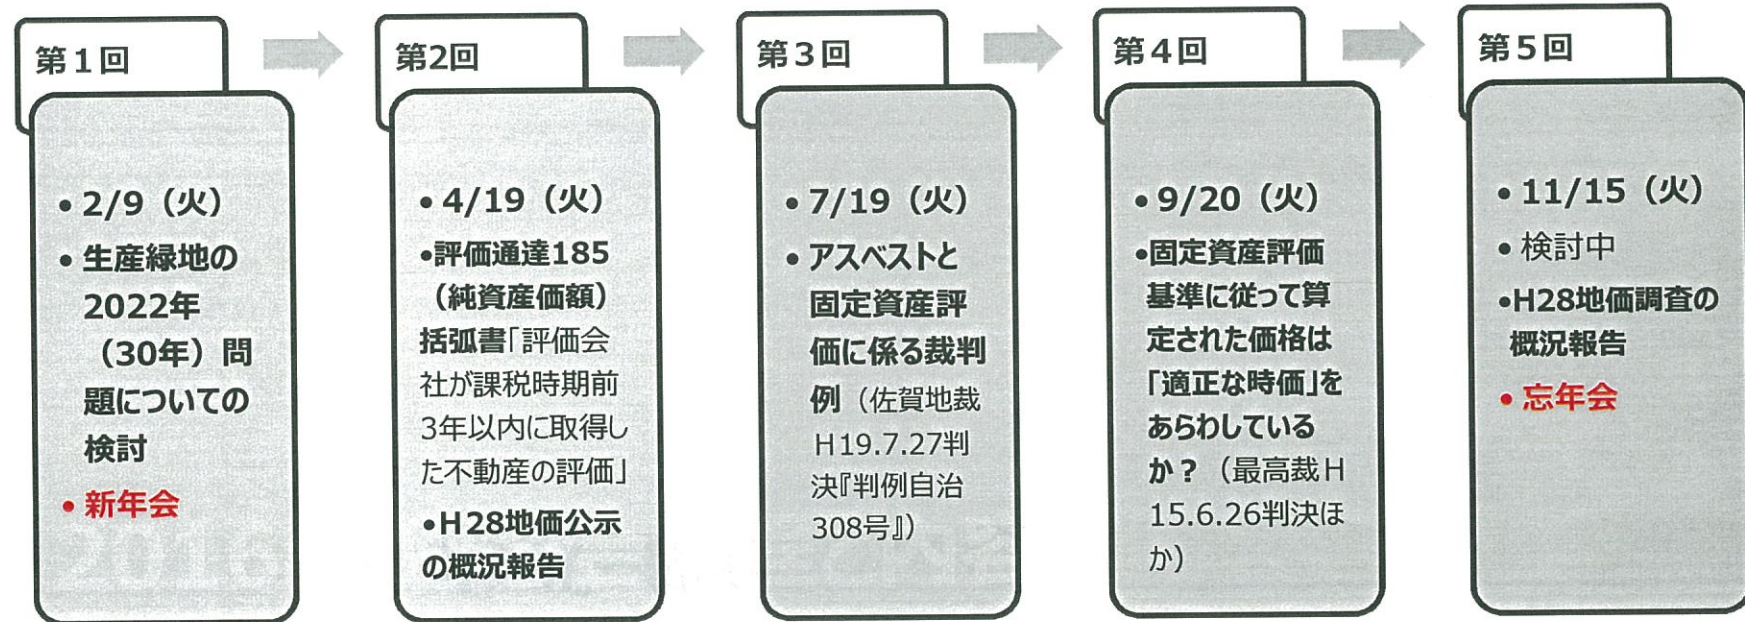 第１回
• 2/9（火）
• 生産緑地の
2022年
（30年）問
題についての
検討
• 新年会
2016
第2回
• 4/19（火）
•評価通達185
（純資産価額）
括弧書「評価会
社が課税時期前
3年以内に取得し
た不動産の評価」
•H28地価公示
の概況報告
第３回
• 7/19（火）
• アスベストと
固定資産評
価に係る裁判
例（佐賀地裁
Ｈ19.7.27判
決『判例自治
308号』）
第４回
• 9/20（火）
•固定資産評価
基準に従って算
定された価格は
「適正な時価」を
あらわしている
か？（最高裁Ｈ
15.6.26判決ほ
か）
第５回
• 11/15（火）
• 検討中
•H28地価調査の
概況報告
• 忘年会